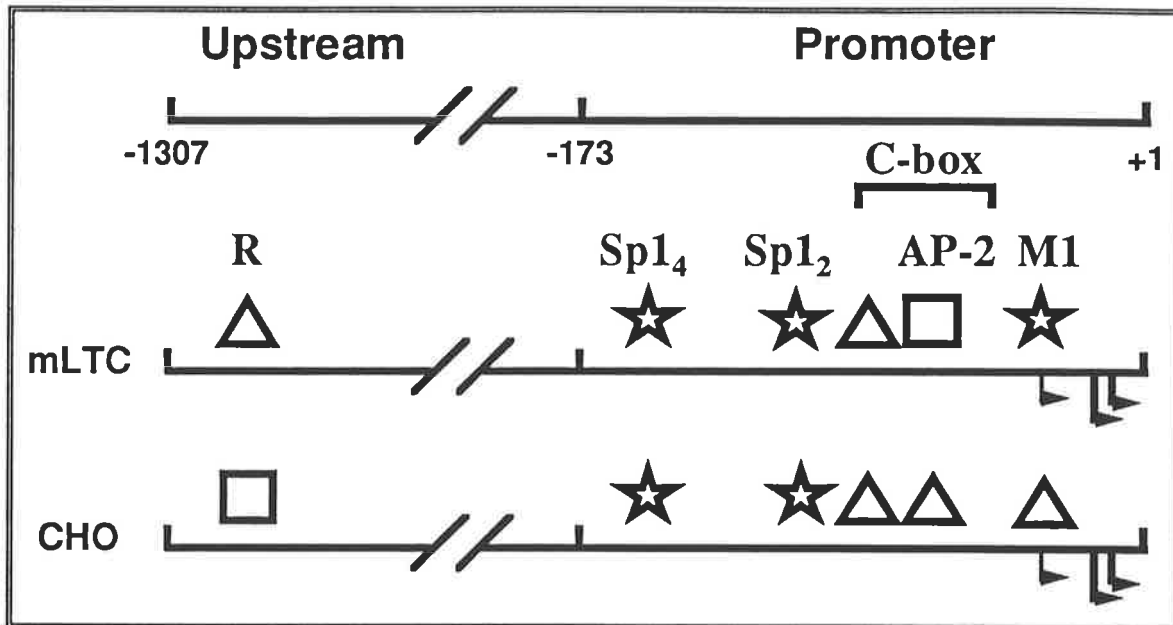 Upstream Promoter
-1307 -173 +1
C-box
R Sp1₄ Sp1₂ AP-2 M1
mLTC
CHO